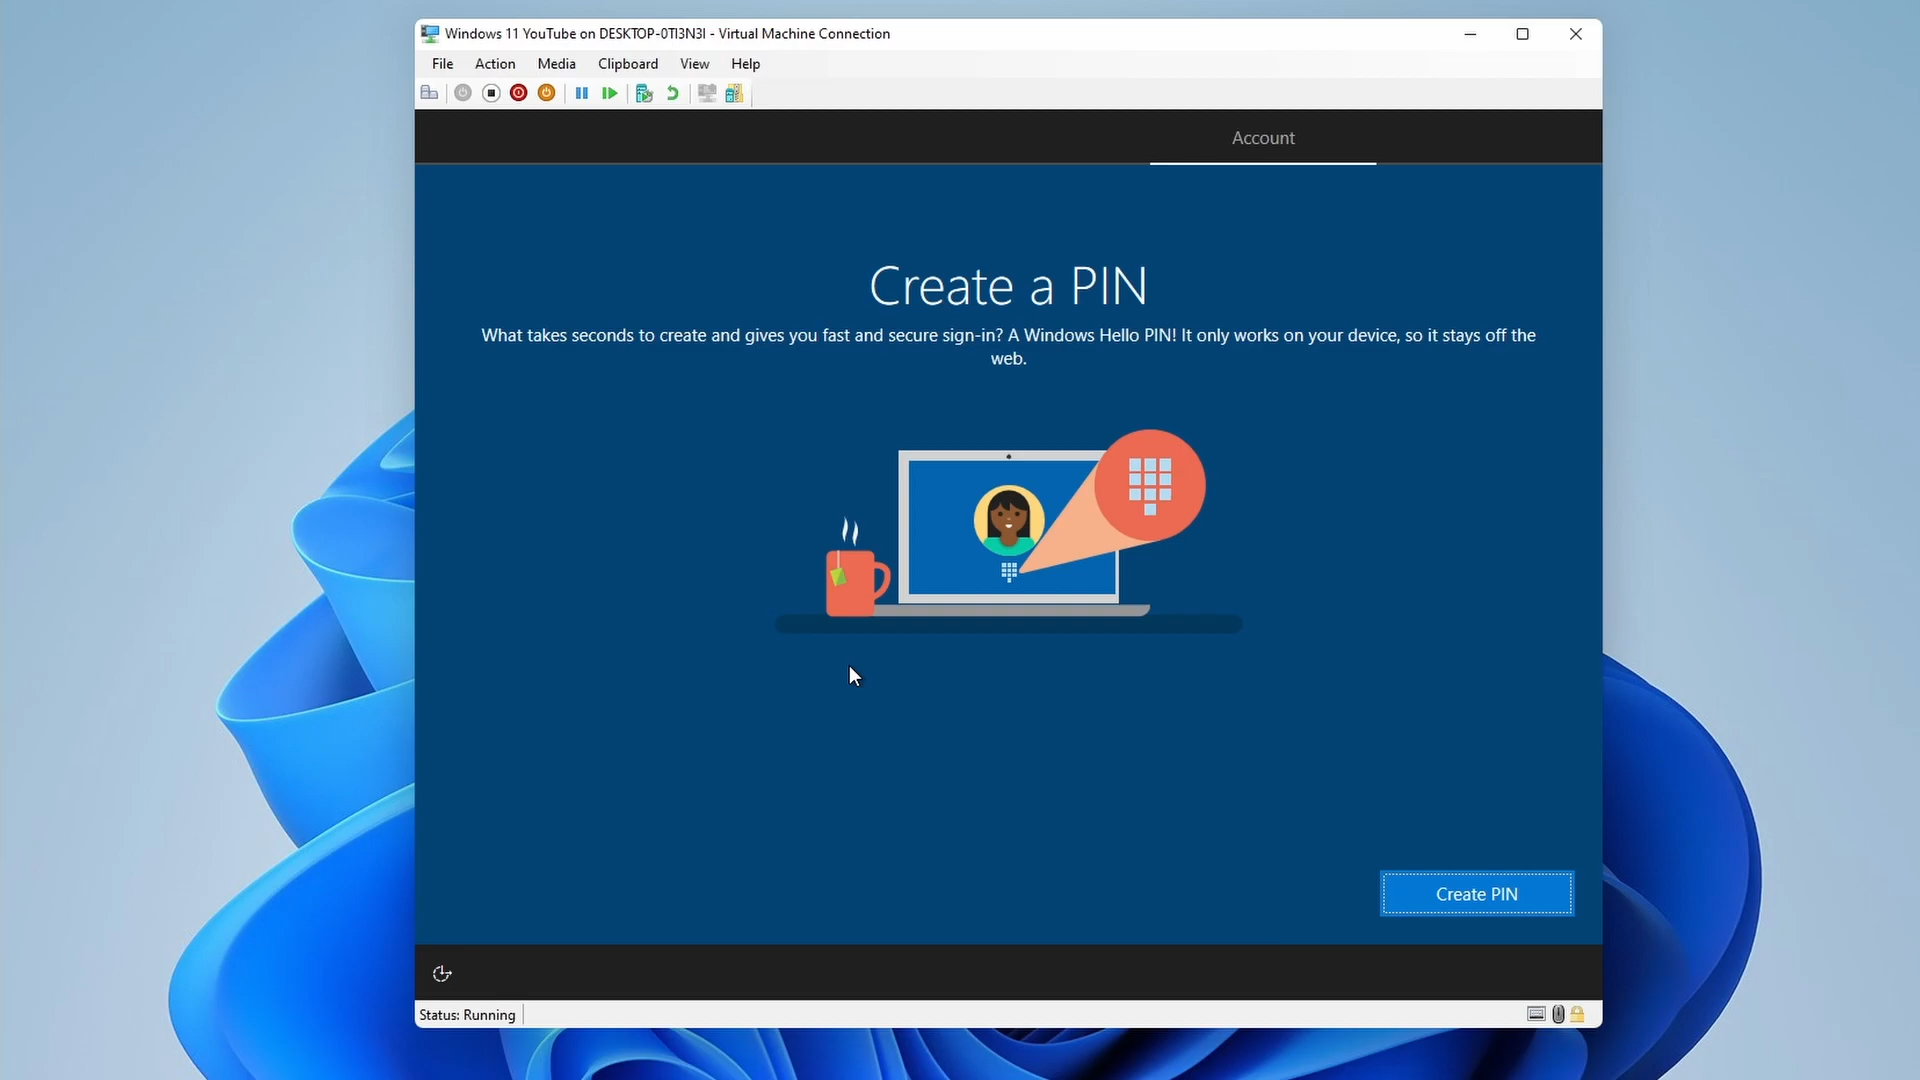 Windows 11 YouTube on DESKTOP-0TI3N3I - Virtual Machine Connection
File Action Media Clipboard View Help
Account
Create a PIN
What takes seconds to create and gives you fast and secure sign-in? A Windows Hello PIN! It only works on your device, so it stays off the
web.
Create PIN
Status: Running